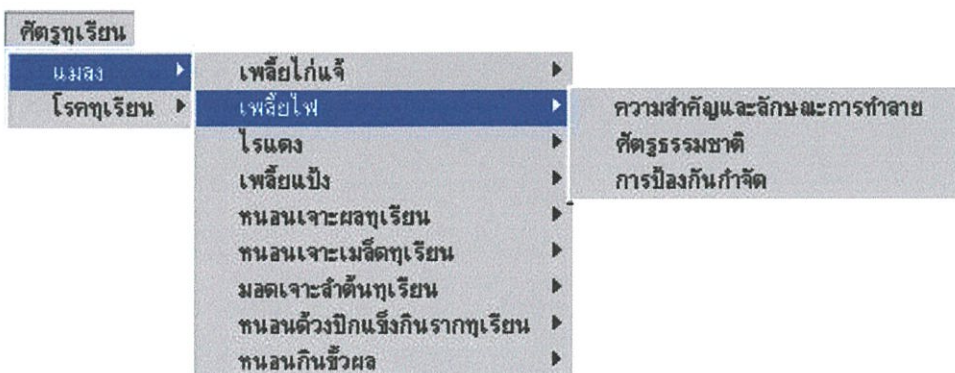 ศัตรูทุเรียน
แมลง
โรคทุเรียน
เพลี้ยไก่แจ้
เพลี้ยไฟ
ไรแดง
เพลี้ยแป้ง
หนอนเจาะผลทุเรียน
หนอนเจาะเมล็ดทุเรียน
มอดเจาะลำต้นทุเรียน
หนอนด้วงปีกแข็งกินรากทุเรียน
หนอนกินขั้วผล
ความสำคัญและลักษณะการทำลาย
ศัตรูธรรมชาติ
การป้องกันกำจัด